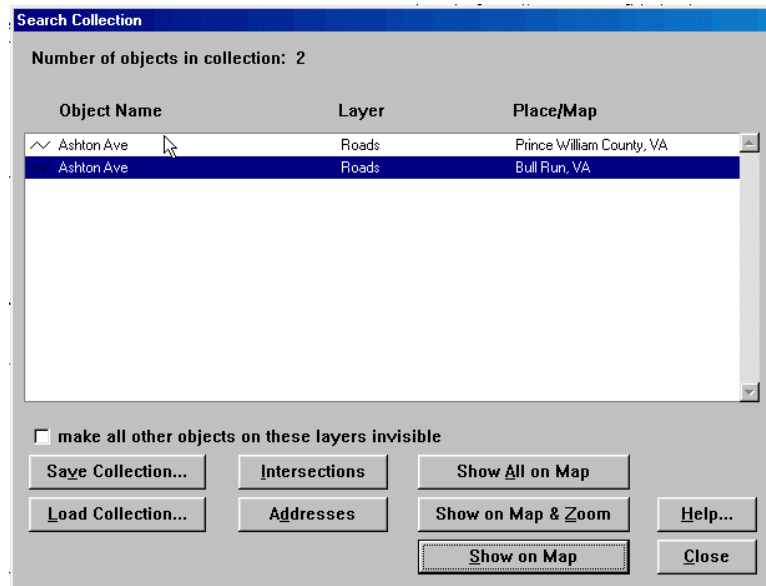 Search Collection
Number of objects in collection: 2
Object Name Layer Place/Map
Ashton Ave Roads Prince William County, VA
Ashton Ave Roads Bull Run, VA
make all other objects on these layers invisible
Save Collection... Intersections Show All on Map
Load Collection... Addresses Show on Map & Zoom Help...
Show on Map Close